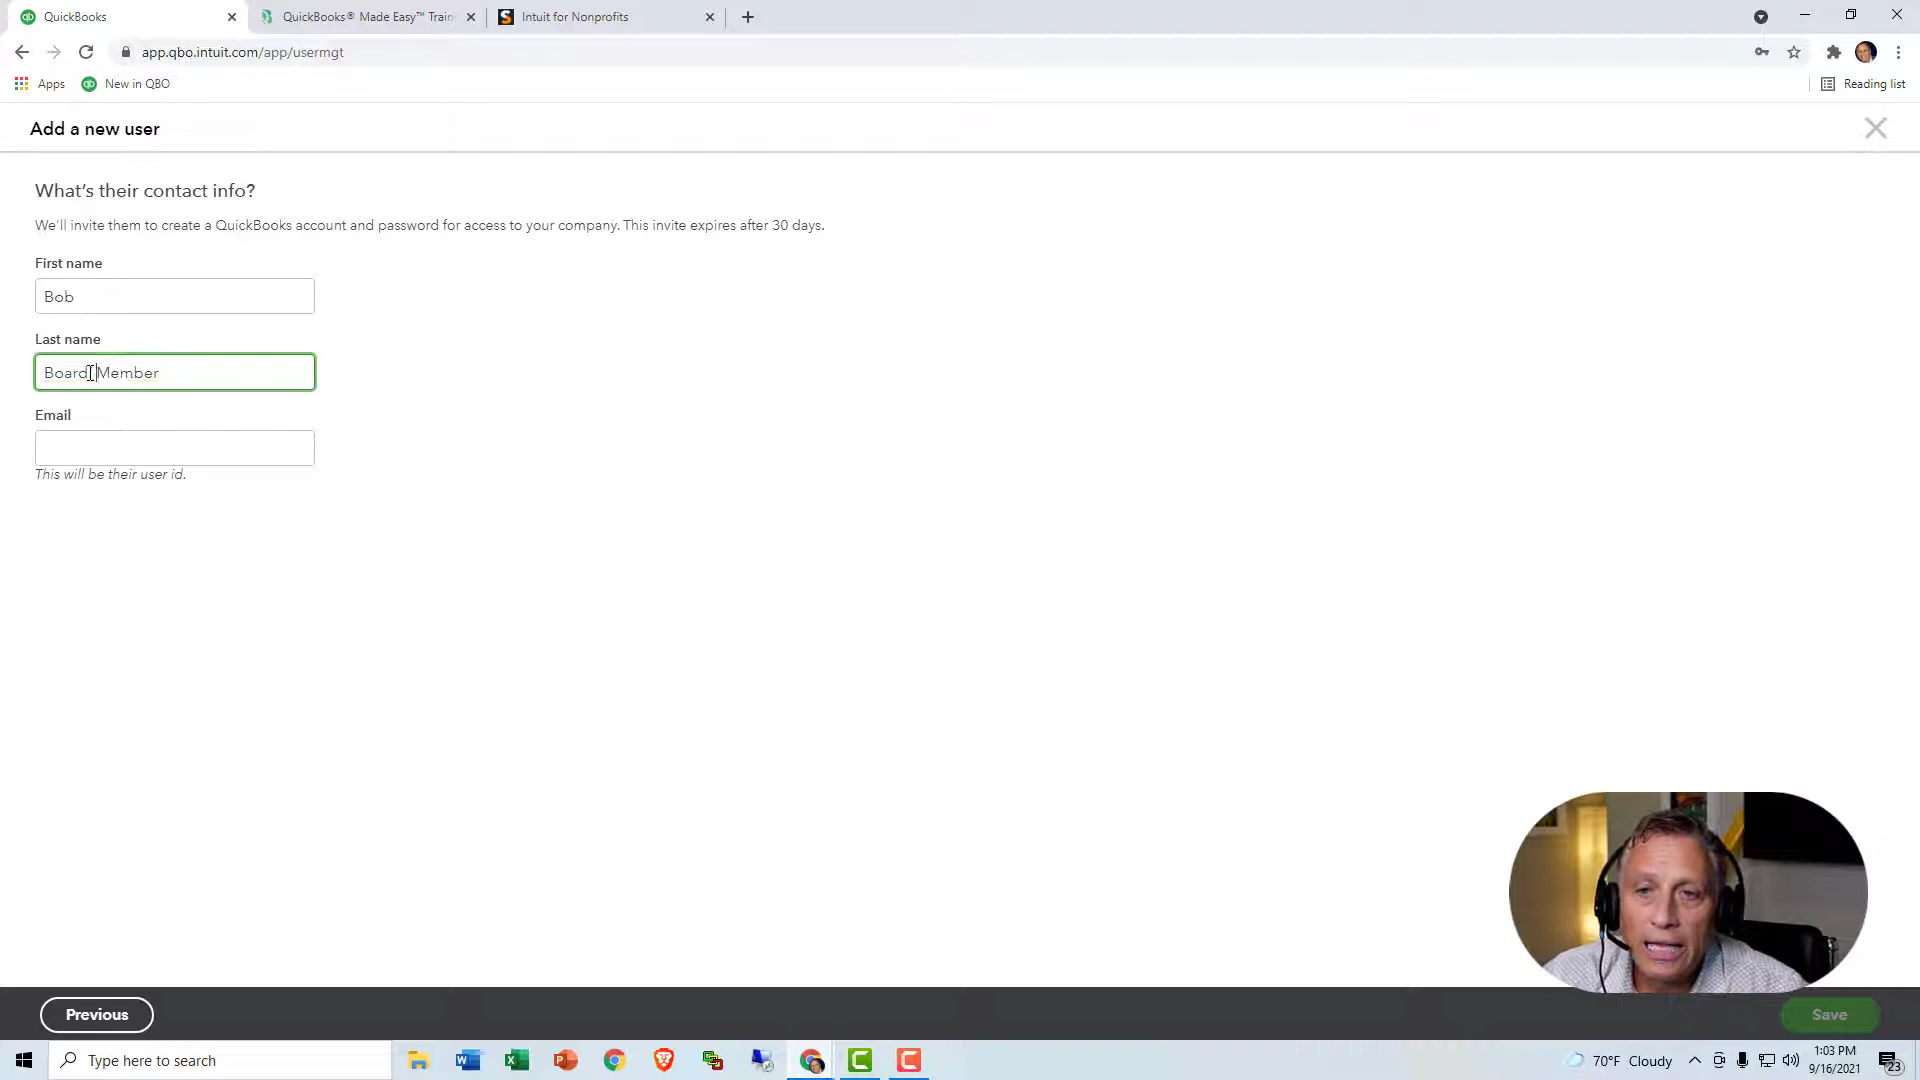 QuickBooks
QuickBooks® Made Easy™ Train
Intuit for Nonprofits
app.qbo.intuit.com/app/usermgt
Apps
New in QBO
Reading list
Add a new user
What's their contact info?
We'll invite them to create a QuickBooks account and password for access to your company. This invite expires after 30 days.
First name
Bob
Last name
Board Member
Email
This will be their user id.
Previous
Save
Type here to search
70°F Cloudy
1:03 PM
9/16/2021
23